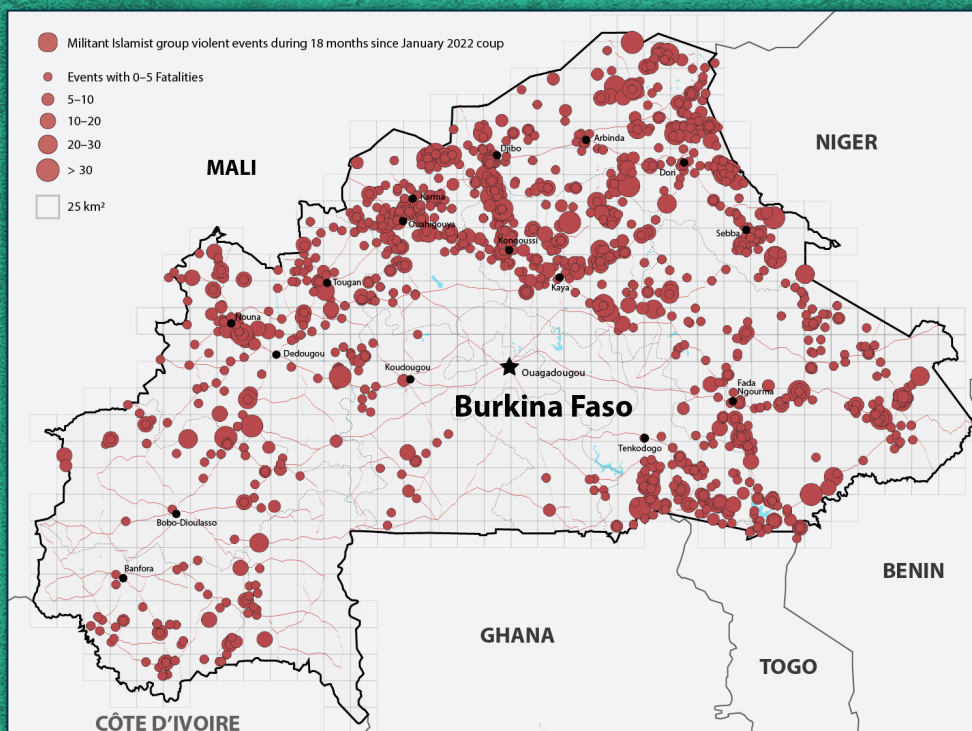 Militant Islamist group violent events during 18 months since January 2022 coup
Events with 0–5 Fatalities
5–10
10–20
20–30
> 30
25 km²
MALI
NIGER
Djibo
Arbinda
Dori
Karma
Ouahigouya
Sebba
Kongoussi
Kaya
Tougan
Nouna
Dedougou
Koudougou
Ouagadougou
Fada
Ngourma
Burkina Faso
Tenkodogo
Bobo-Dioulasso
Banfora
BENIN
GHANA
TOGO
CÔTE D'IVOIRE